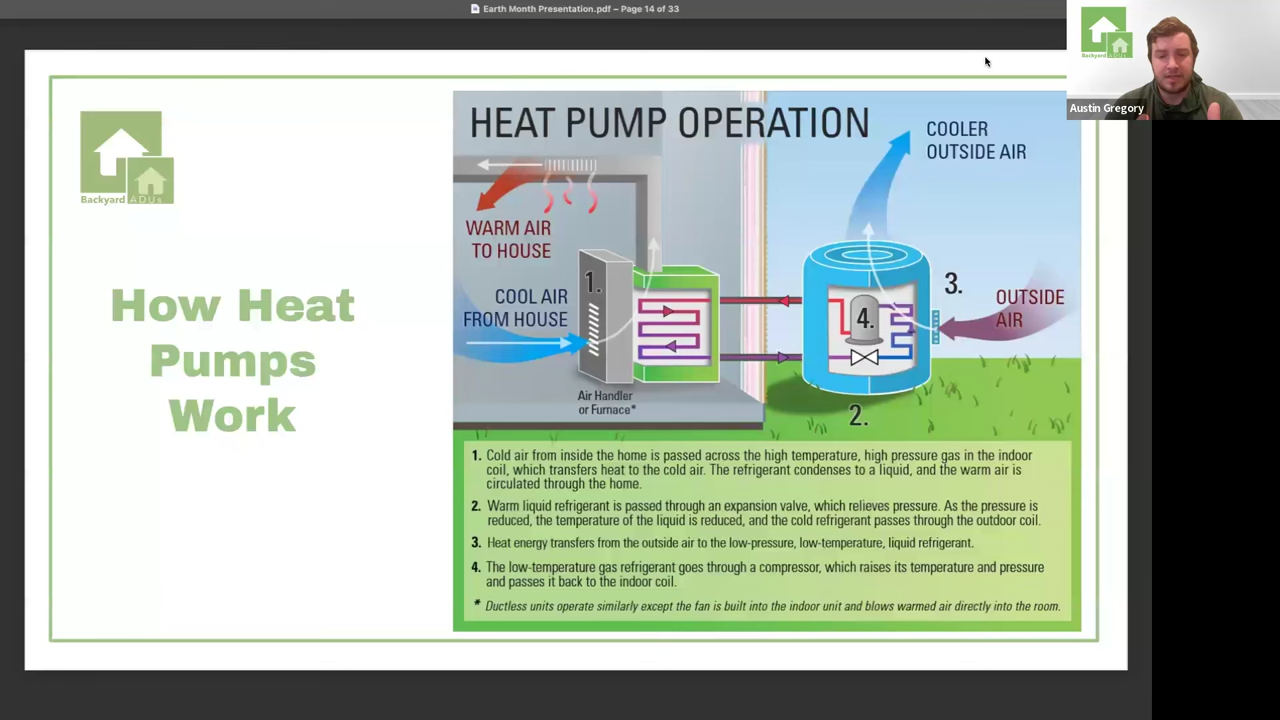 Earth Month Presentation.pdf – Page 14 of 33
Backyard ADUs
Austin Gregory
Backyard ADUs
How Heat
Pumps
Work
HEAT PUMP OPERATION
COOLER
OUTSIDE AIR
WARM AIR
TO HOUSE
1.
COOL AIR
FROM HOUSE
3.
OUTSIDE
AIR
4.
Air Handler
or Furnace*
2.
1. Cold air from inside the home is passed across the high temperature, high pressure gas in the indoor
coil, which transfers heat to the cold air. The refrigerant condenses to a liquid, and the warm air is
circulated through the home.
2. Warm liquid refrigerant is passed through an expansion valve, which relieves pressure. As the pressure is
reduced, the temperature of the liquid is reduced, and the cold refrigerant passes through the outdoor coil.
3. Heat energy transfers from the outside air to the low-pressure, low-temperature, liquid refrigerant.
4. The low-temperature gas refrigerant goes through a compressor, which raises its temperature and pressure
and passes it back to the indoor coil.
* Ductless units operate similarly except the fan is built into the indoor unit and blows warmed air directly into the room.